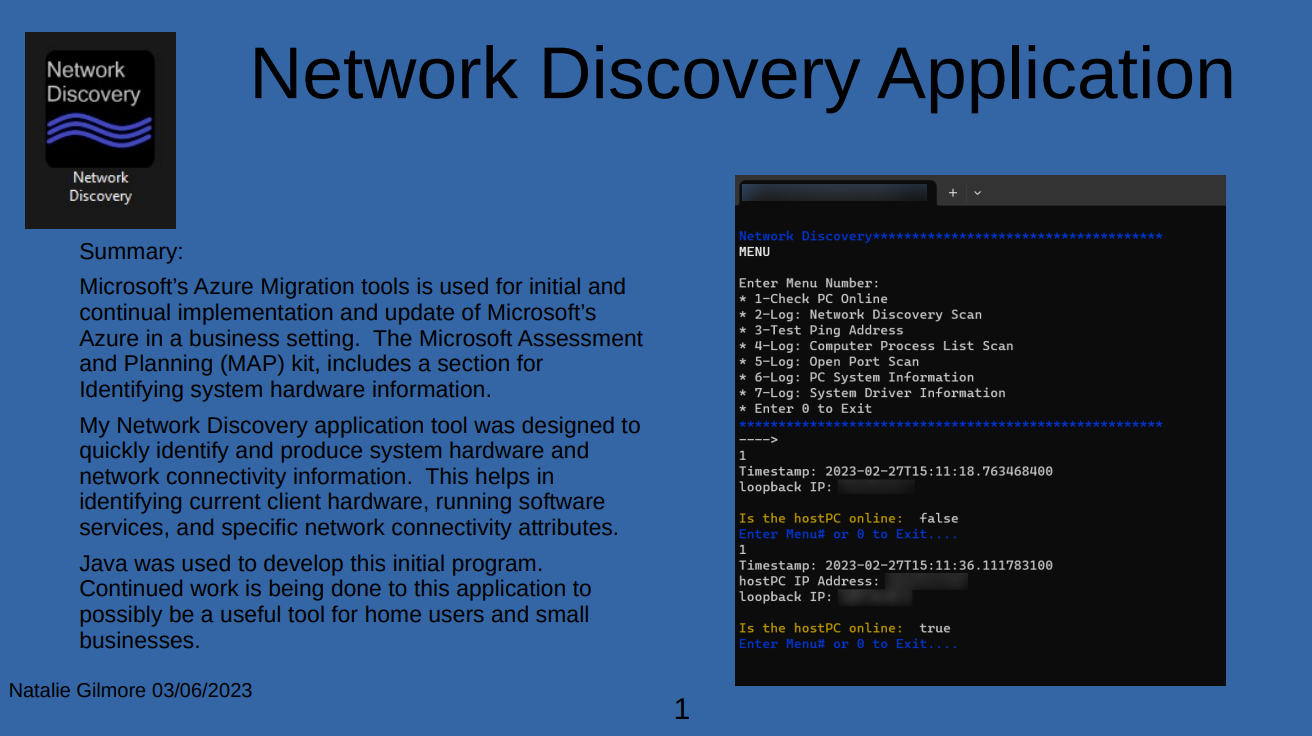 Network Discovery Application
Network
Discovery
Network
Discovery
Summary:
Microsoft’s Azure Migration tools is used for initial and
continual implementation and update of Microsoft’s
Azure in a business setting.  The Microsoft Assessment
and Planning (MAP) kit, includes a section for
Identifying system hardware information.
My Network Discovery application tool was designed to
quickly identify and produce system hardware and
network connectivity information.  This helps in
identifying current client hardware, running software
services, and specific network connectivity attributes.
Java was used to develop this initial program.
Continued work is being done to this application to
possibly be a useful tool for home users and small
businesses.
Network Discovery*************************************
MENU
Enter Menu Number:
* 1-Check PC Online
* 2-Log: Network Discovery Scan
* 3-Test Ping Address
* 4-Log: Computer Process List Scan
* 5-Log: Open Port Scan
* 6-Log: PC System Information
* 7-Log: System Driver Information
* Enter 0 to Exit
******************************************************
---->
1
Timestamp: 2023-02-27T15:11:18.763468400
loopback IP:
Is the hostPC online:  false
Enter Menu# or 0 to Exit....
1
Timestamp: 2023-02-27T15:11:36.111783100
hostPC IP Address:
loopback IP:
Is the hostPC online:  true
Enter Menu# or 0 to Exit....
Natalie Gilmore 03/06/2023
1